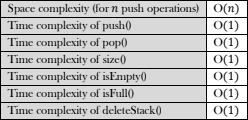 Space complexity (for n push operations) O(n)
Time complexity of push() O(1)
Time complexity of pop() O(1)
Time complexity of size() O(1)
Time complexity of isEmpty() O(1)
Time complexity of isFull() O(1)
Time complexity of deleteStack() O(1)